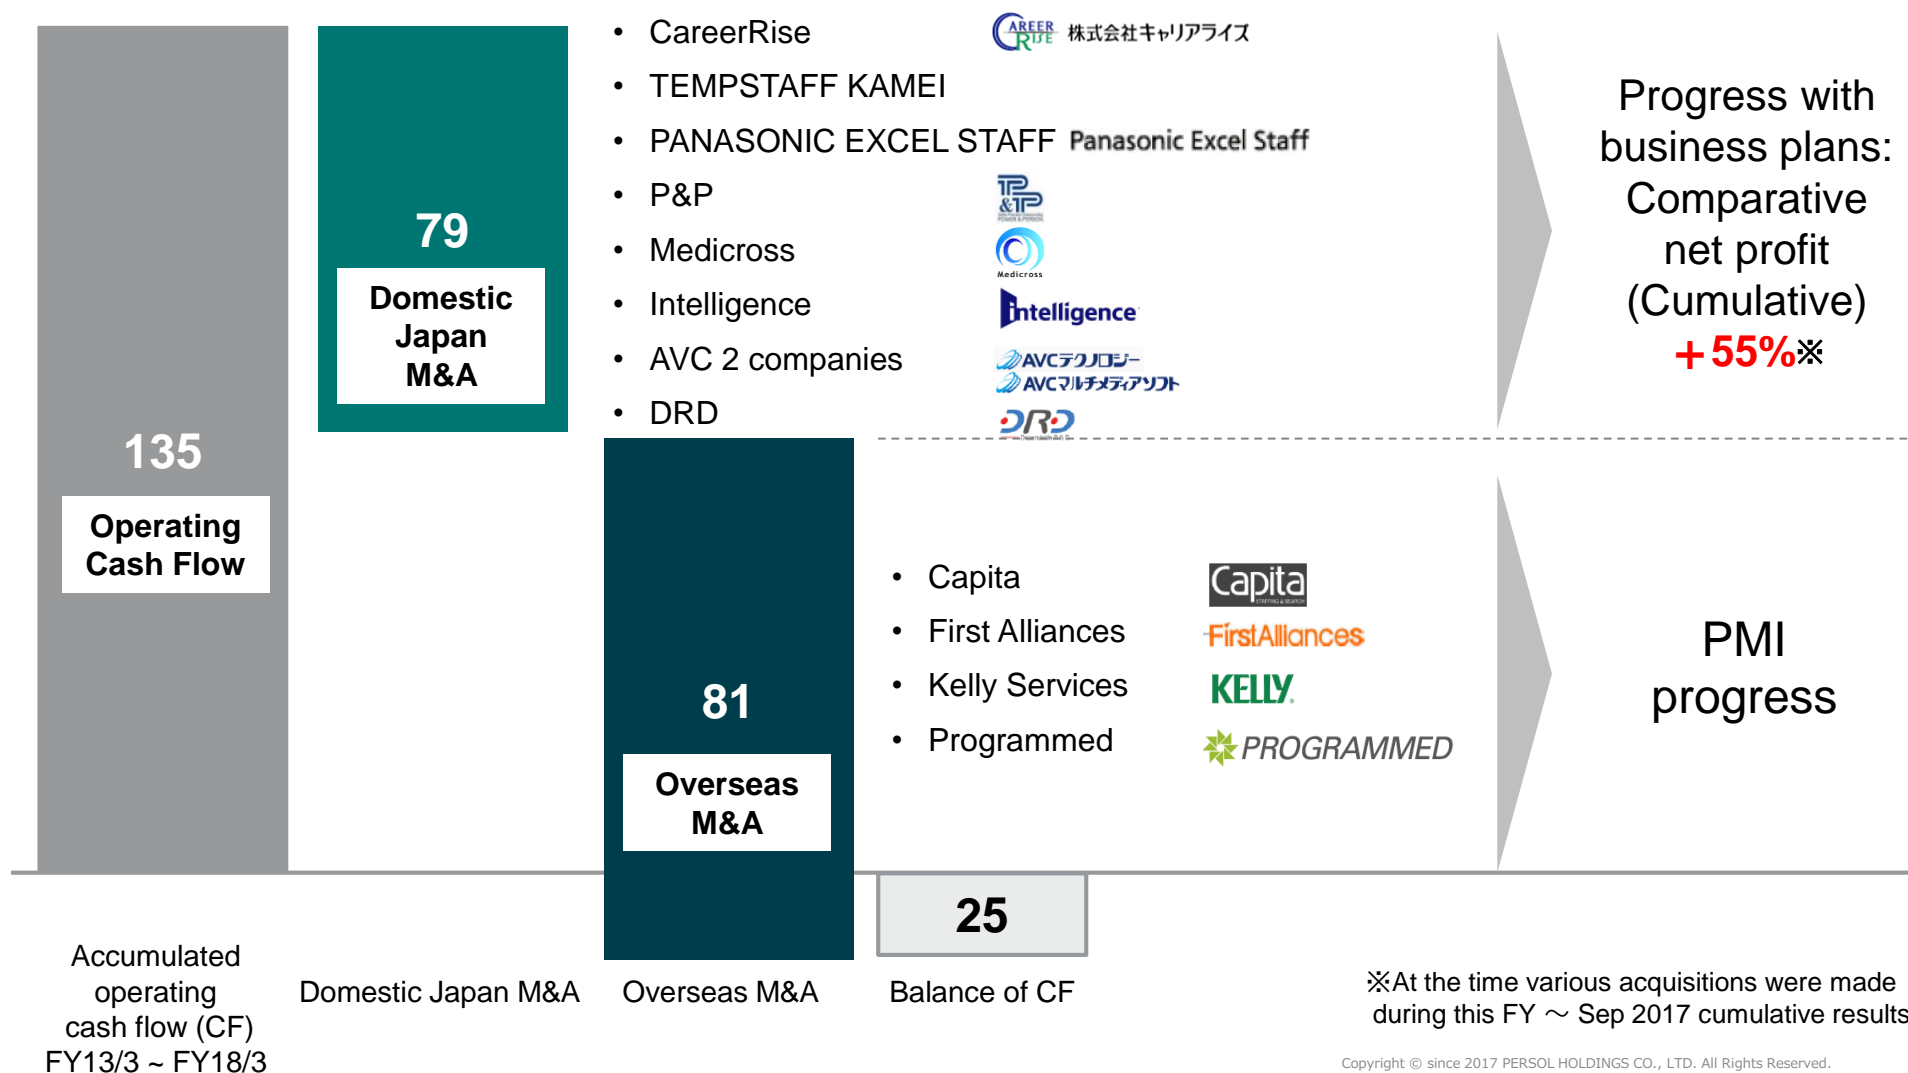 135
Operating
Cash Flow
79
Domestic
Japan
M&A
• CareerRise
CAREER RISE 株式会社キャリアライズ
• TEMPSTAFF KAMEI
• PANASONIC EXCEL STAFF
Panasonic Excel Staff
• P&P
P&P
• Medicross
Medicross
• Intelligence
intelligence
• AVC 2 companies
AVCテクノロジー
AVCマルチメディアソフト
• DRD
DRD
Progress with
business plans:
Comparative
net profit
(Cumulative)
+55%※
81
Overseas
M&A
• Capita
Capita
STAFFING & SEARCH
• First Alliances
FirstAlliances
• Kelly Services
KELLY
• Programmed
PROGRAMMED
PMI
progress
25
Accumulated
operating
cash flow (CF)
FY13/3 ~ FY18/3
Domestic Japan M&A
Overseas M&A
Balance of CF
※At the time various acquisitions were made
during this FY ～ Sep 2017 cumulative results
Copyright © since 2017 PERSOL HOLDINGS CO., LTD. All Rights Reserved.